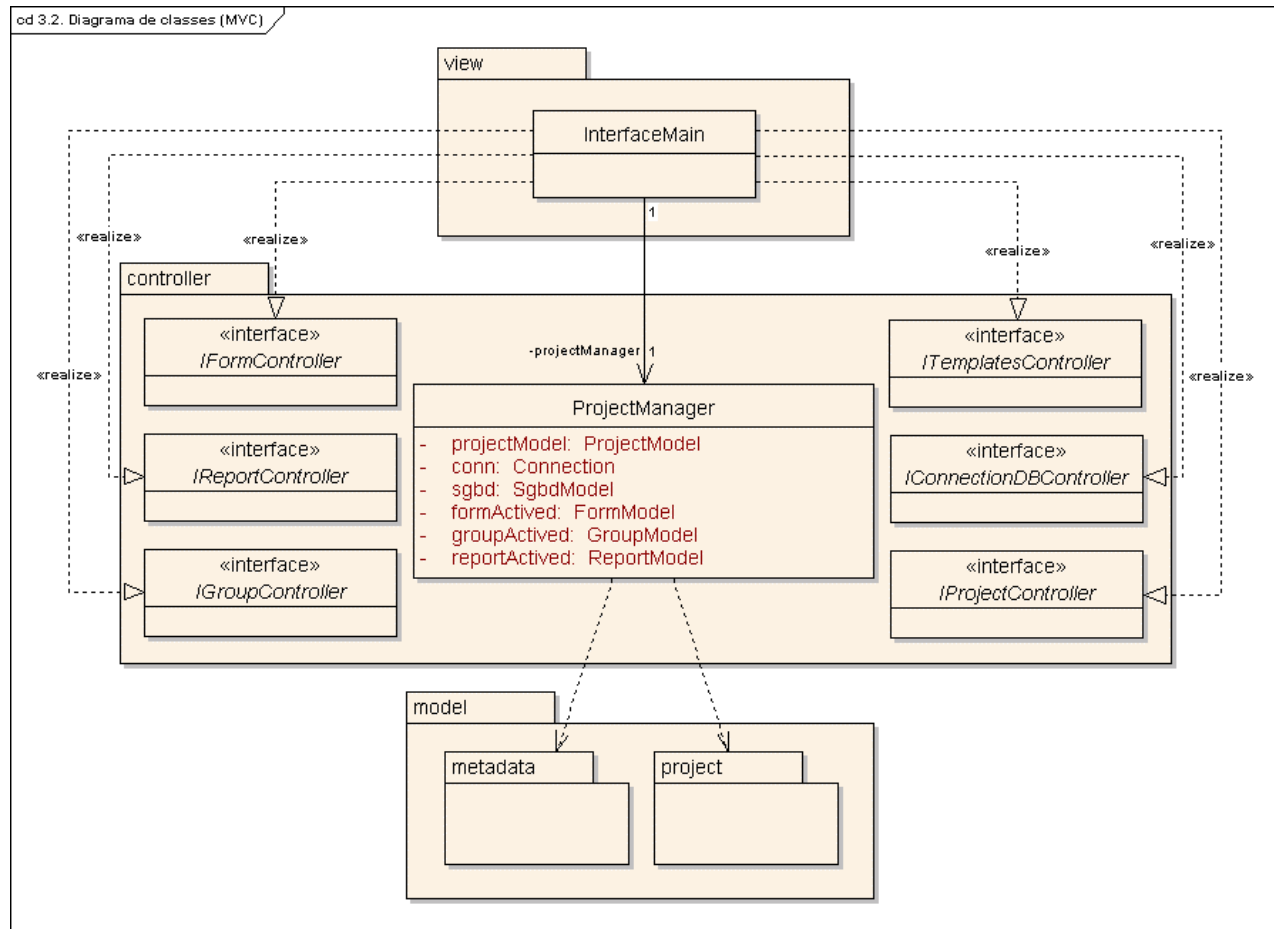 cd 3.2. Diagrama de classes (MVC)
view
InterfaceMain
1
«realize»
«realize»
«realize»
«realize»
controller
«interface»
IFormController
-projectManager 1
«interface»
ITemplatesController
«realize»
«realize»
ProjectManager
- projectModel: ProjectModel
- conn: Connection
- sgbd: SgbdModel
- formActived: FormModel
- groupActived: GroupModel
- reportActived: ReportModel
«interface»
IReportController
«interface»
IConnectionDBController
«interface»
IGroupController
«interface»
IProjectController
model
metadata
project